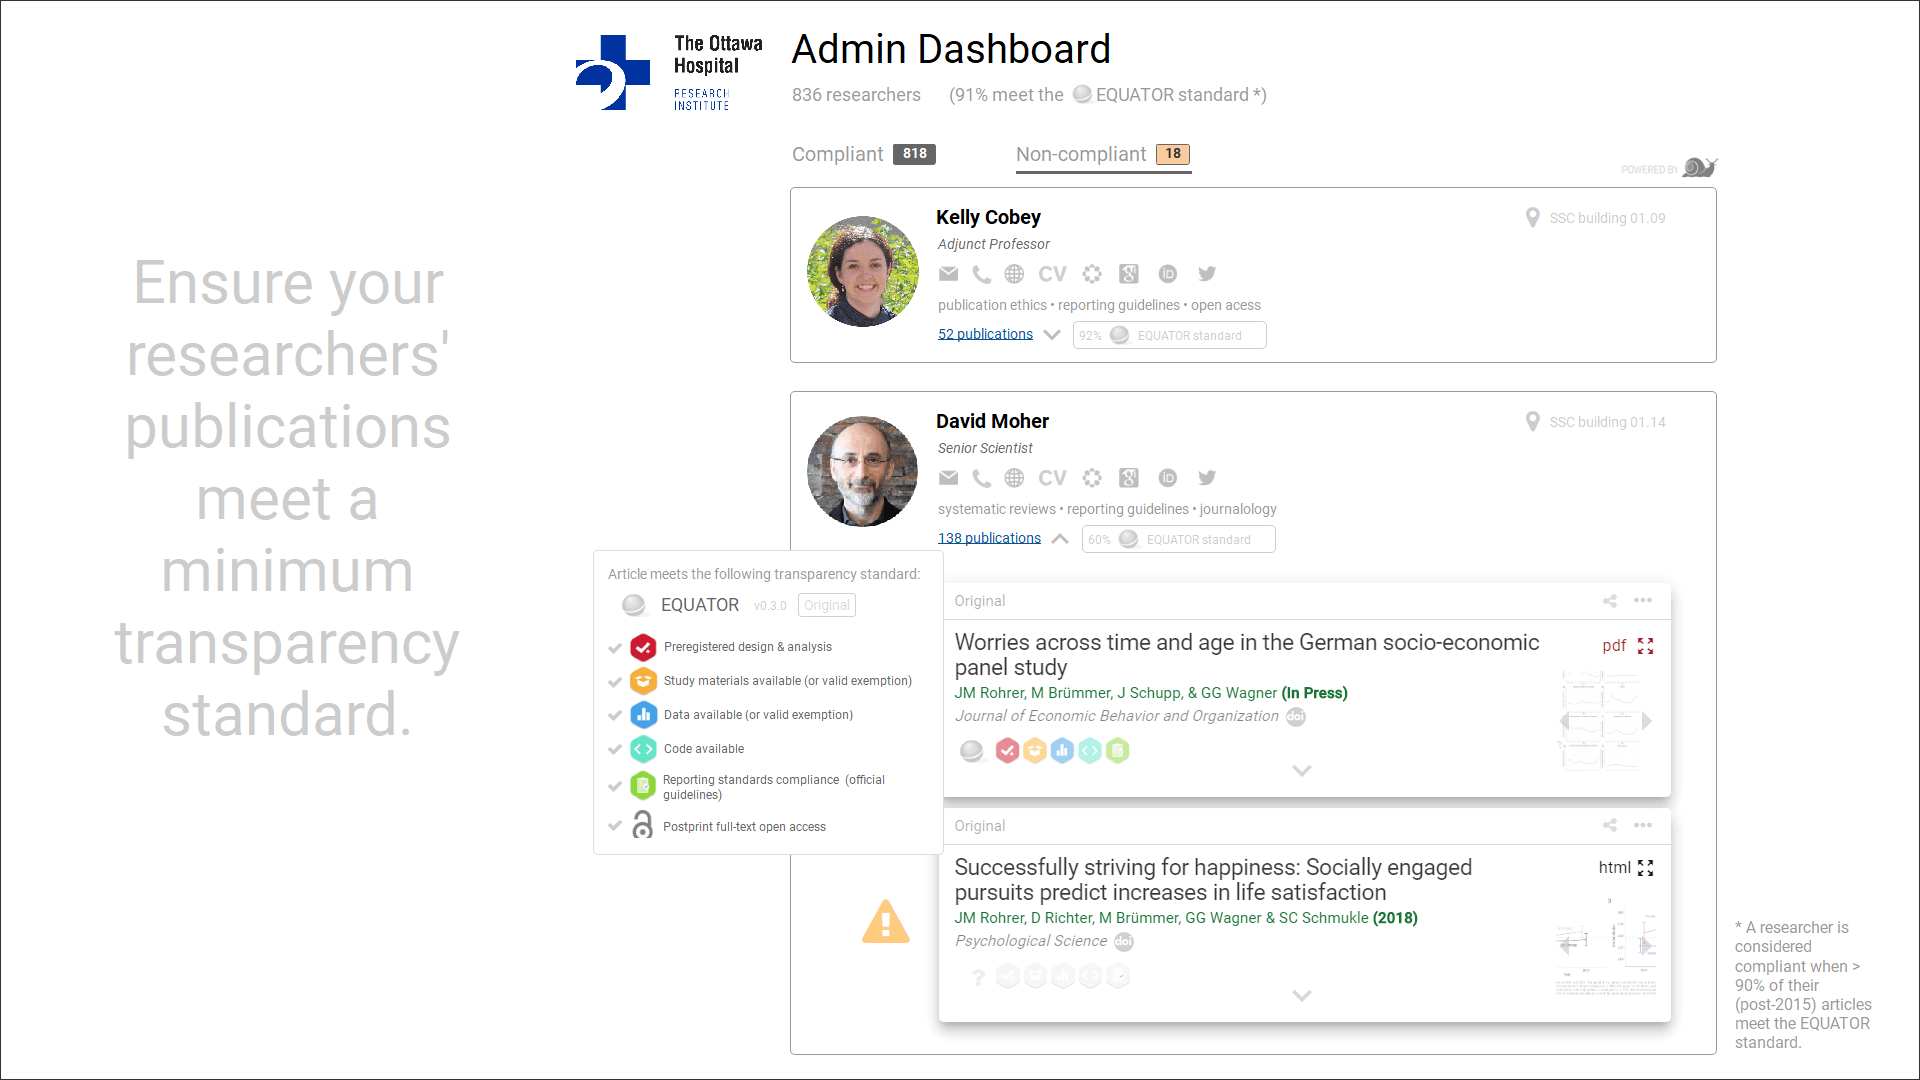 Ensure your
researchers'
publications
meet a
minimum
transparency
standard.
The Ottawa
Hospital
RESEARCH
INSTITUTE
Admin Dashboard
836 researchers (91% meet the EQUATOR standard *)
Compliant 818 Non-compliant 18
POWERED BY
Kelly Cobey
SSC building 01.09
Adjunct Professor
CV
publication ethics • reporting guidelines • open acess
52 publications 92% EQUATOR standard
David Moher
SSC building 01.14
Senior Scientist
CV
systematic reviews • reporting guidelines • journalology
138 publications 60% EQUATOR standard
Article meets the following transparency standard:
EQUATOR v0.3.0 Original
Preregistered design & analysis
Study materials available (or valid exemption)
Data available (or valid exemption)
Code available
Reporting standards compliance (official
guidelines)
Postprint full-text open access
Original
Worries across time and age in the German socio-economic
panel study
pdf
JM Rohrer, M Brümmer, J Schupp, & GG Wagner (In Press)
Journal of Economic Behavior and Organization doi
Original
Successfully striving for happiness: Socially engaged
pursuits predict increases in life satisfaction
html
JM Rohrer, D Richter, M Brümmer, GG Wagner & SC Schmukle (2018)
Psychological Science doi
?
* A researcher is
considered
compliant when >
90% of their
(post-2015) articles
meet the EQUATOR
standard.